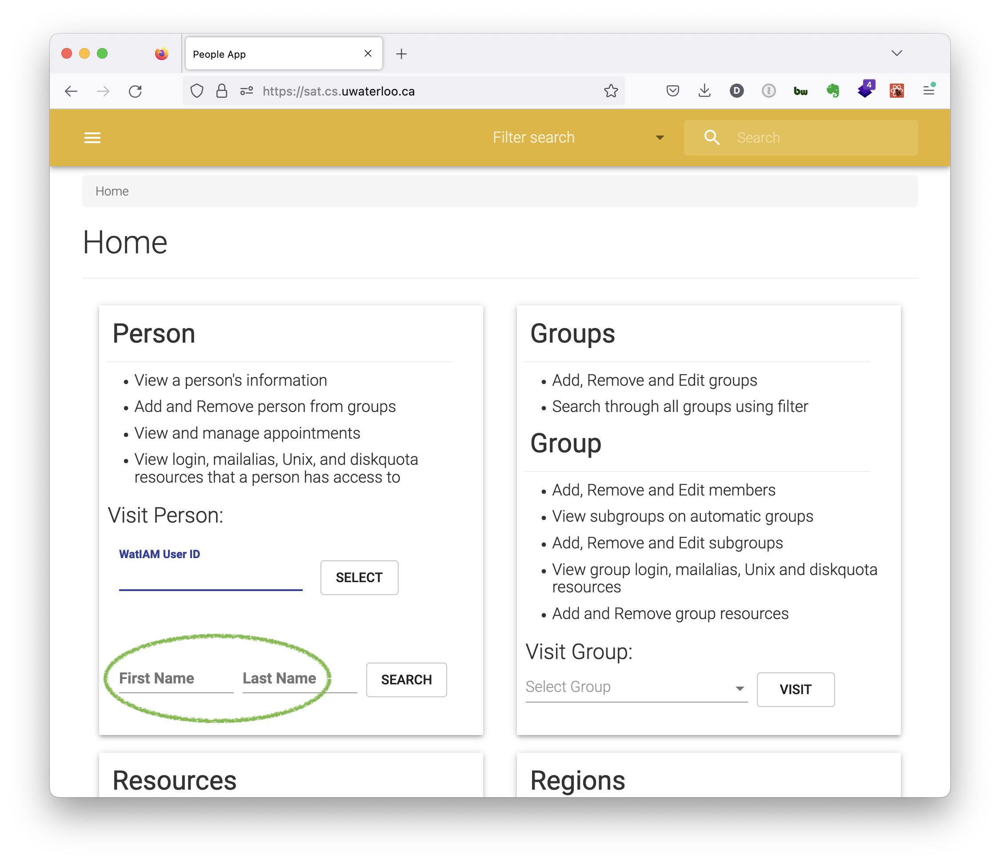 People App
https://sat.cs.uwaterloo.ca
D
bw
4
Filter search
Search
Home
Home
Person
View a person's information
Add and Remove person from groups
View and manage appointments
View login, mailalias, Unix, and diskquota
resources that a person has access to
Visit Person:
WatIAM User ID
SELECT
First Name
Last Name
SEARCH
Groups
Add, Remove and Edit groups
Search through all groups using filter
Group
Add, Remove and Edit members
View subgroups on automatic groups
Add, Remove and Edit subgroups
View group login, mailalias, Unix and diskquota
resources
Add and Remove group resources
Visit Group:
Select Group
VISIT
Resources
Regions